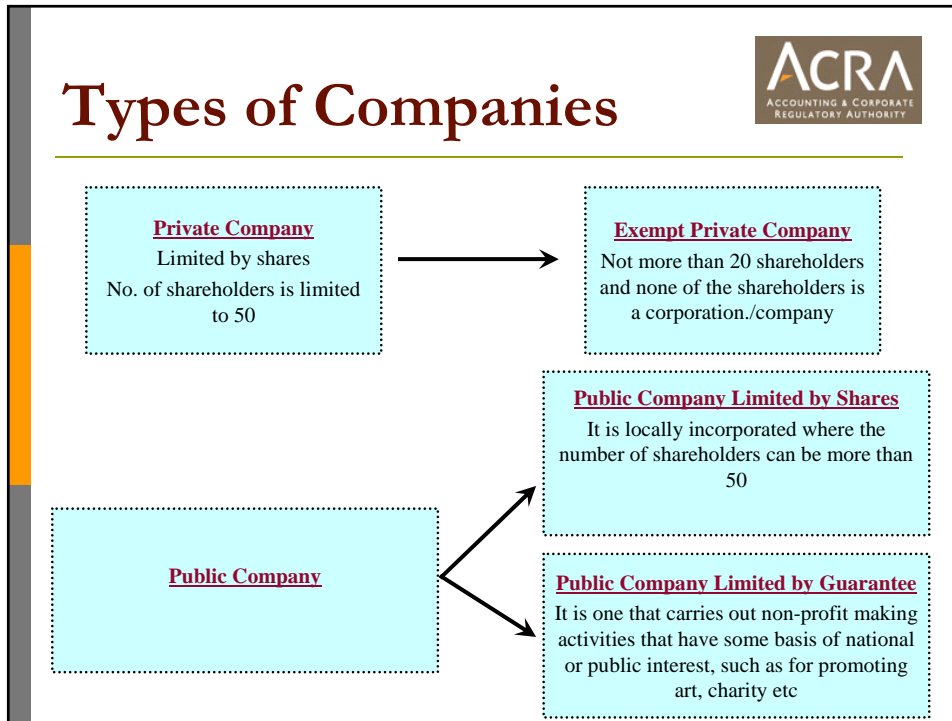 Types of Companies
ACRA
ACCOUNTING & CORPORATE
REGULATORY AUTHORITY
Private Company
Limited by shares
No. of shareholders is limited
to 50
Exempt Private Company
Not more than 20 shareholders
and none of the shareholders is
a corporation./company
Public Company Limited by Shares
It is locally incorporated where the
number of shareholders can be more than
50
Public Company
Public Company Limited by Guarantee
It is one that carries out non-profit making
activities that have some basis of national
or public interest, such as for promoting
art, charity etc